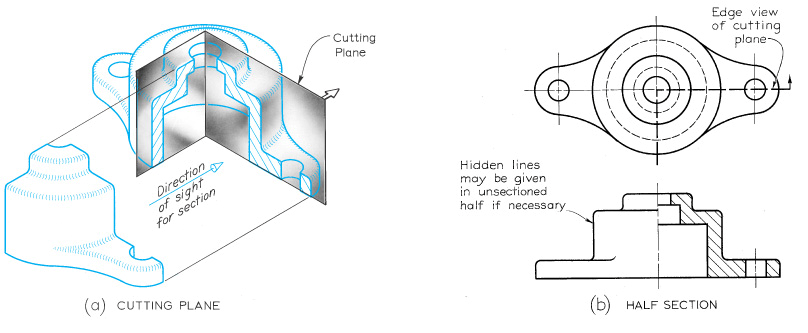 Cutting
Plane
Direction
of sight
for section
(a) CUTTING PLANE
Edge view
of cutting
plane
Hidden lines
may be given
in unsectioned
half if necessary
(b) HALF SECTION